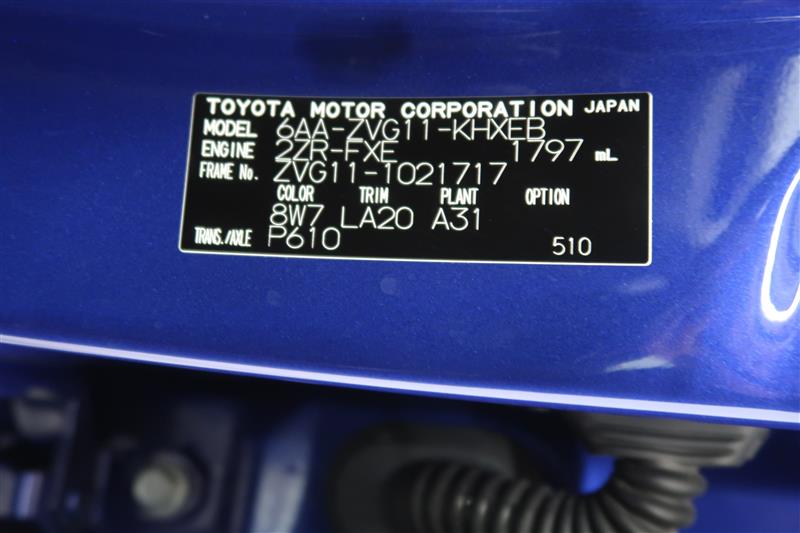 TOYOTA MOTOR CORPORATION JAPAN
MODEL 6AA-ZVG11-KHXEB
ENGINE 2ZR-FXE 1797 mL
FRAME No. ZVG11-1021717
COLOR TRIM PLANT OPTION
8W7 LA20 A31
TRANS./AXLE P610 510